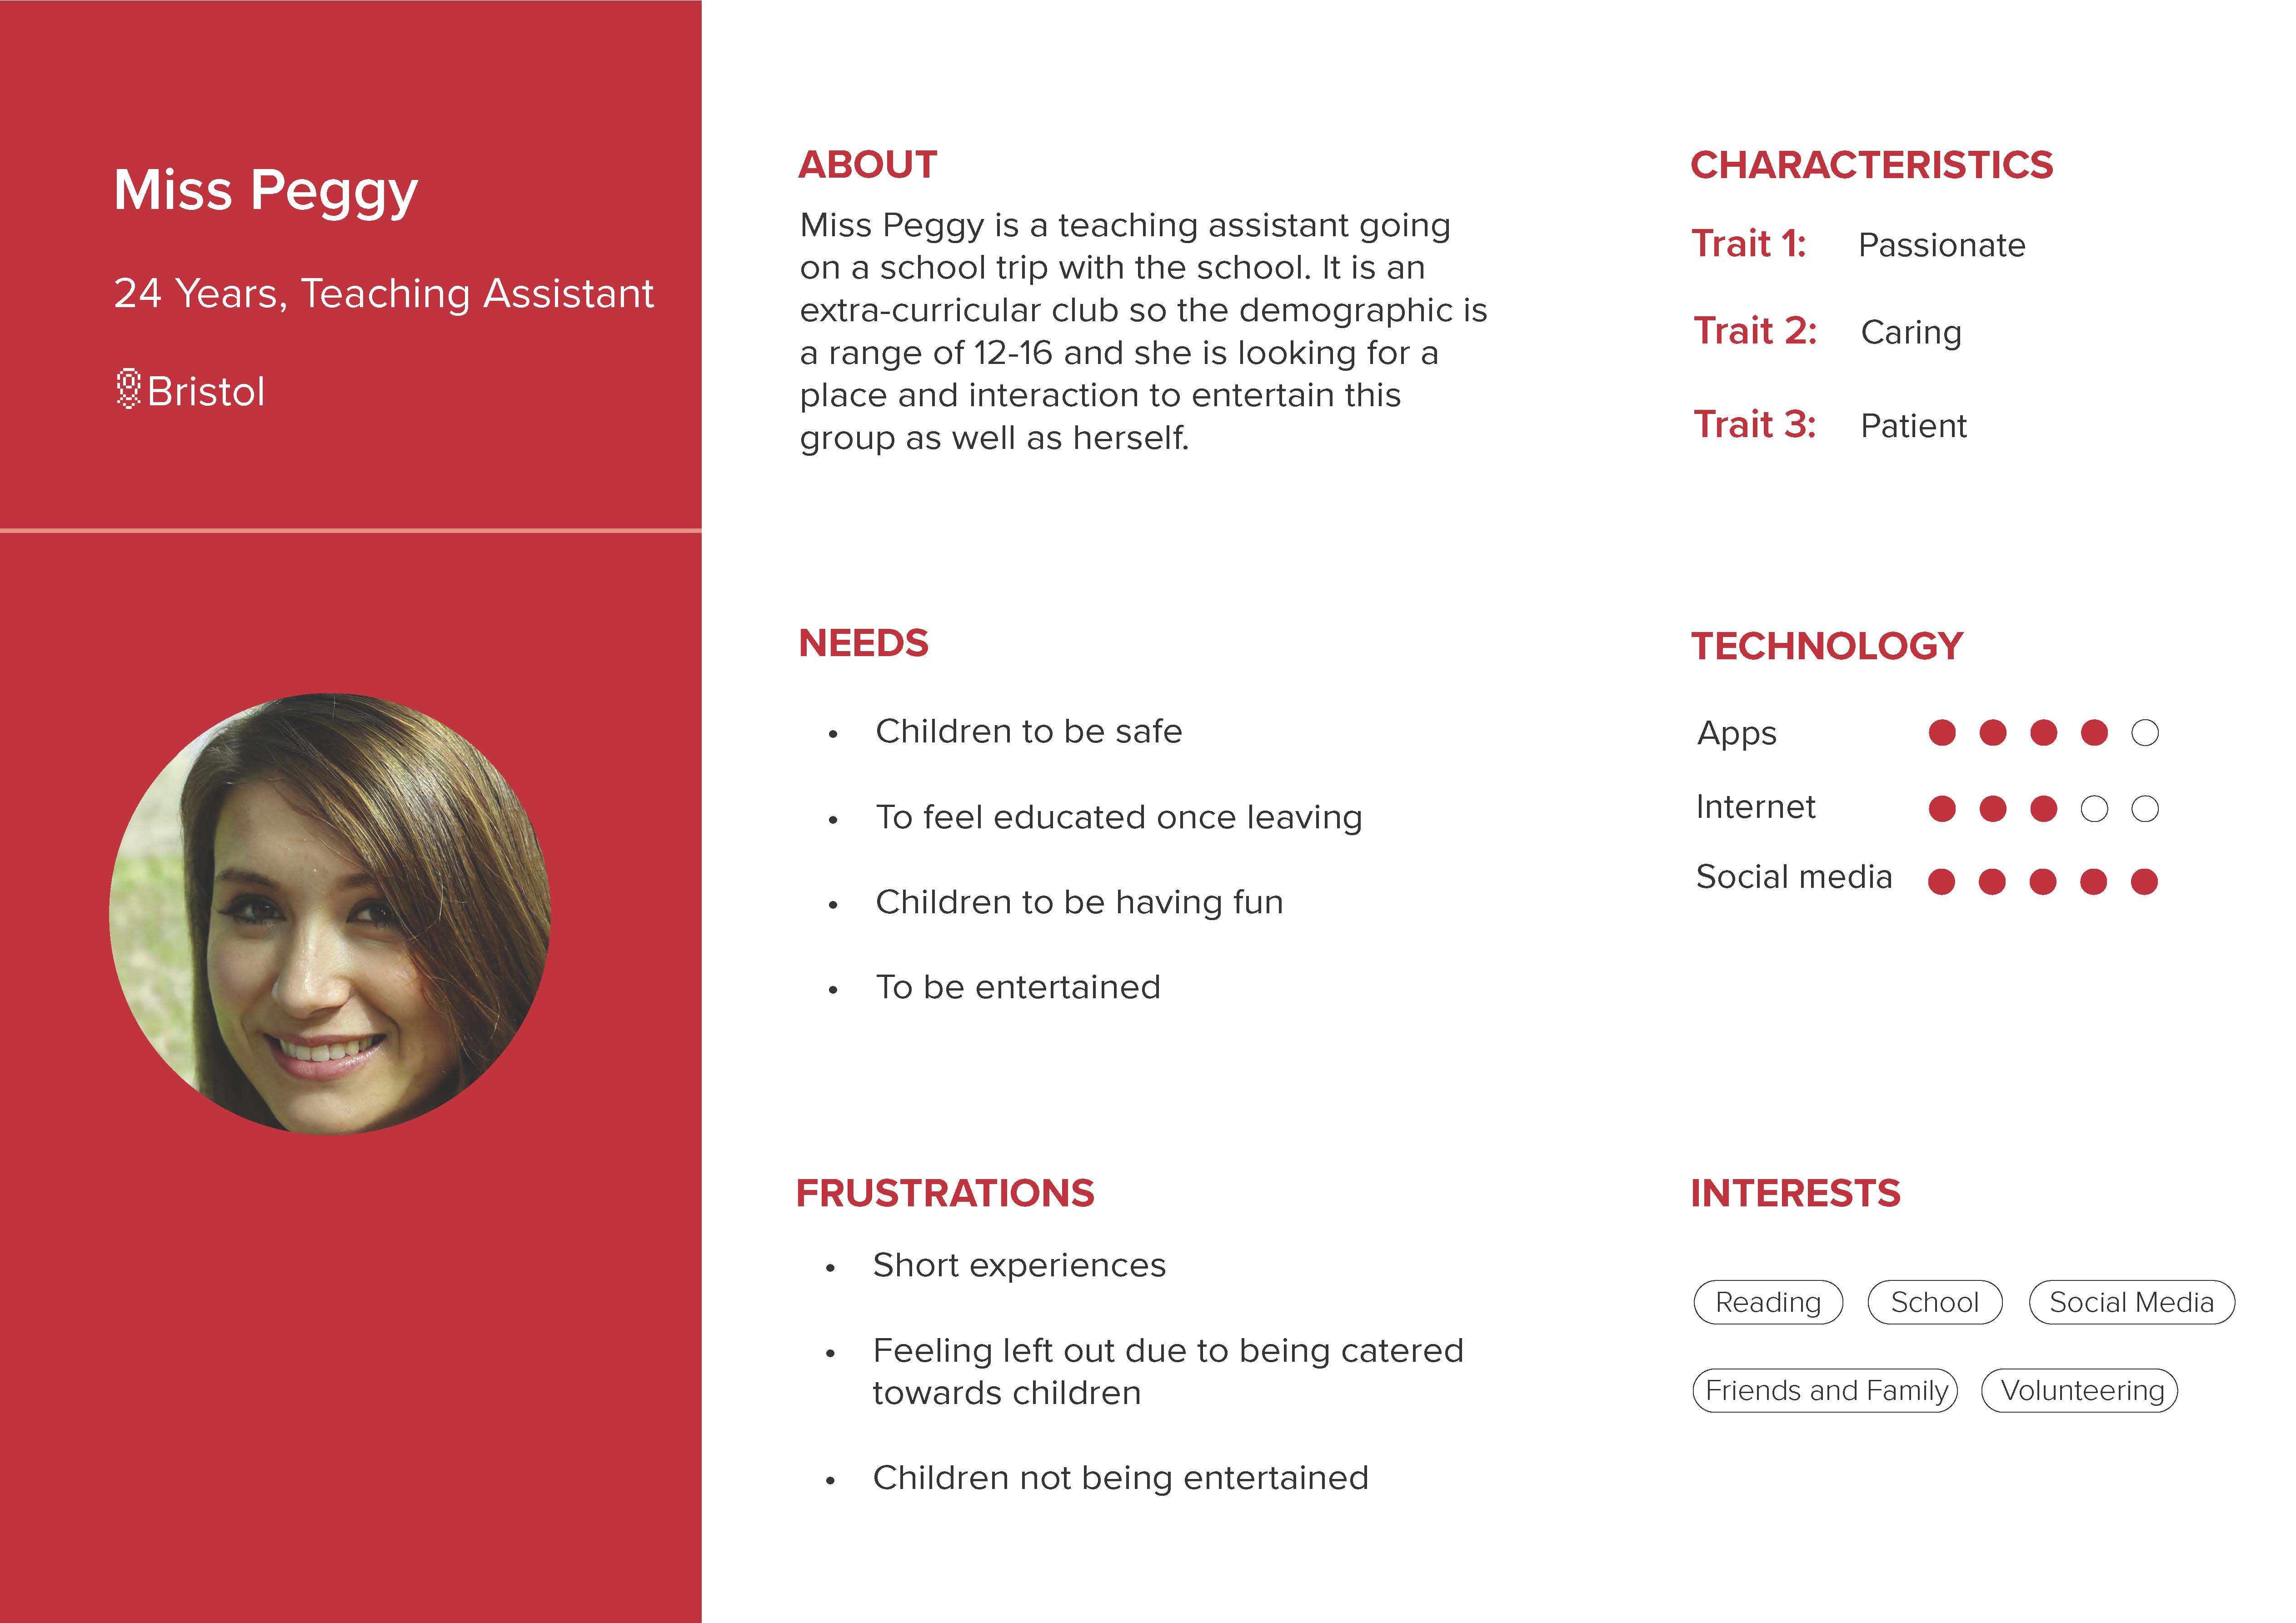 Miss Peggy
24 Years, Teaching Assistant
Bristol
ABOUT
Miss Peggy is a teaching assistant going
on a school trip with the school. It is an
extra-curricular club so the demographic is
a range of 12-16 and she is looking for a
place and interaction to entertain this
group as well as herself.
NEEDS
• Children to be safe
• To feel educated once leaving
• Children to be having fun
• To be entertained
FRUSTRATIONS
• Short experiences
• Feeling left out due to being catered
towards children
• Children not being entertained
CHARACTERISTICS
Trait 1: Passionate
Trait 2: Caring
Trait 3: Patient
TECHNOLOGY
Apps
Internet
Social media
INTERESTS
Reading School Social Media
Friends and Family Volunteering